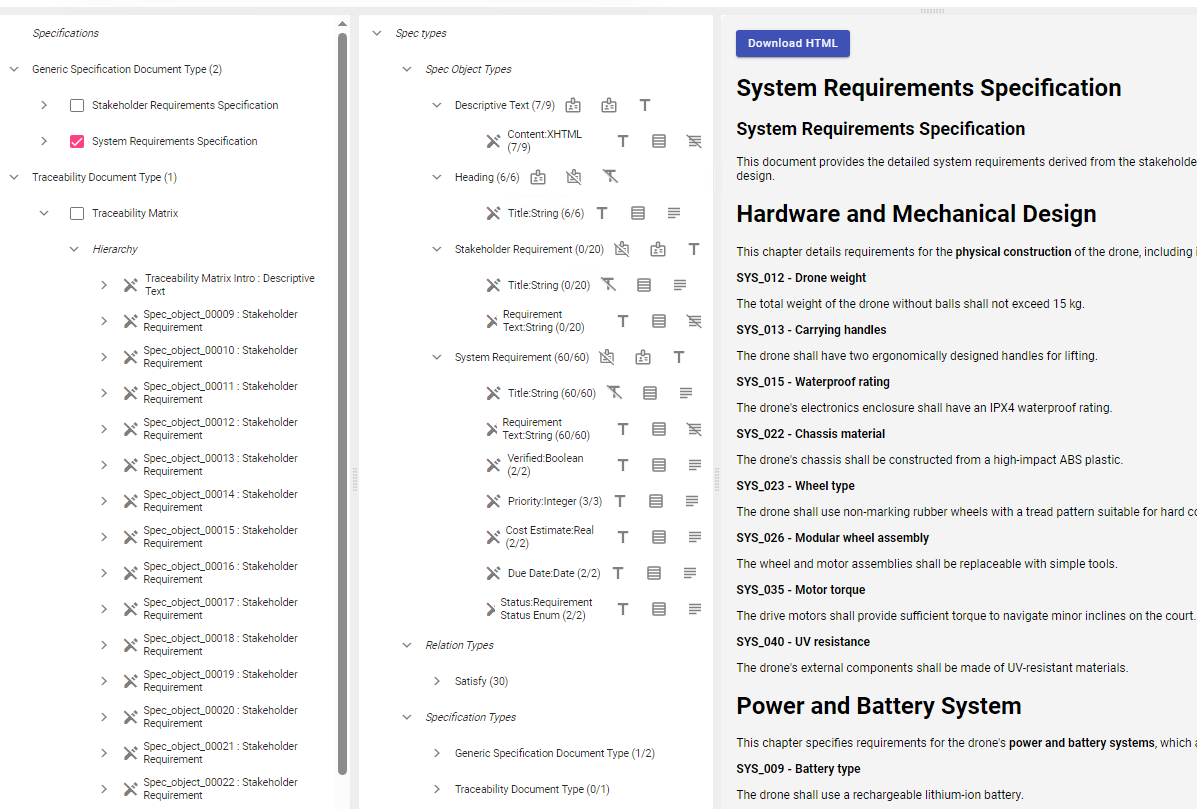 Specifications
Generic Specification Document Type (2)
Stakeholder Requirements Specification
System Requirements Specification
Traceability Document Type (1)
Traceability Matrix
Hierarchy
Traceability Matrix Intro : Descriptive
Text
Spec_object_00009 : Stakeholder
Requirement
Spec_object_00010 : Stakeholder
Requirement
Spec_object_00011 : Stakeholder
Requirement
Spec_object_00012 : Stakeholder
Requirement
Spec_object_00013 : Stakeholder
Requirement
Spec_object_00014 : Stakeholder
Requirement
Spec_object_00015 : Stakeholder
Requirement
Spec_object_00016 : Stakeholder
Requirement
Spec_object_00017 : Stakeholder
Requirement
Spec_object_00018 : Stakeholder
Requirement
Spec_object_00019 : Stakeholder
Requirement
Spec_object_00020 : Stakeholder
Requirement
Spec_object_00021 : Stakeholder
Requirement
Spec_object_00022 : Stakeholder
Requirement
Spec types
Spec Object Types
Descriptive Text (7/9)
Content:XHTML
(7/9)
Heading (6/6)
Title:String (6/6)
Stakeholder Requirement (0/20)
Title:String (0/20)
Requirement
Text:String (0/20)
System Requirement (60/60)
Title:String (60/60)
Requirement
Text:String (60/60)
Verified:Boolean
(2/2)
Priority:Integer (3/3)
Cost Estimate:Real
(2/2)
Due Date:Date (2/2)
Status:Requirement
Status Enum (2/2)
Relation Types
Satisfy (30)
Specification Types
Generic Specification Document Type (1/2)
Traceability Document Type (0/1)
Download HTML
System Requirements Specification
System Requirements Specification
This document provides the detailed system requirements derived from the stakeholde
design.
Hardware and Mechanical Design
This chapter details requirements for the physical construction of the drone, including i
SYS_012 - Drone weight
The total weight of the drone without balls shall not exceed 15 kg.
SYS_013 - Carrying handles
The drone shall have two ergonomically designed handles for lifting.
SYS_015 - Waterproof rating
The drone's electronics enclosure shall have an IPX4 waterproof rating.
SYS_022 - Chassis material
The drone's chassis shall be constructed from a high-impact ABS plastic.
SYS_023 - Wheel type
The drone shall use non-marking rubber wheels with a tread pattern suitable for hard co
SYS_026 - Modular wheel assembly
The wheel and motor assemblies shall be replaceable with simple tools.
SYS_035 - Motor torque
The drive motors shall provide sufficient torque to navigate minor inclines on the court.
SYS_040 - UV resistance
The drone's external components shall be made of UV-resistant materials.
Power and Battery System
This chapter specifies requirements for the drone's power and battery systems, which a
SYS_009 - Battery type
The drone shall use a rechargeable lithium-ion battery.